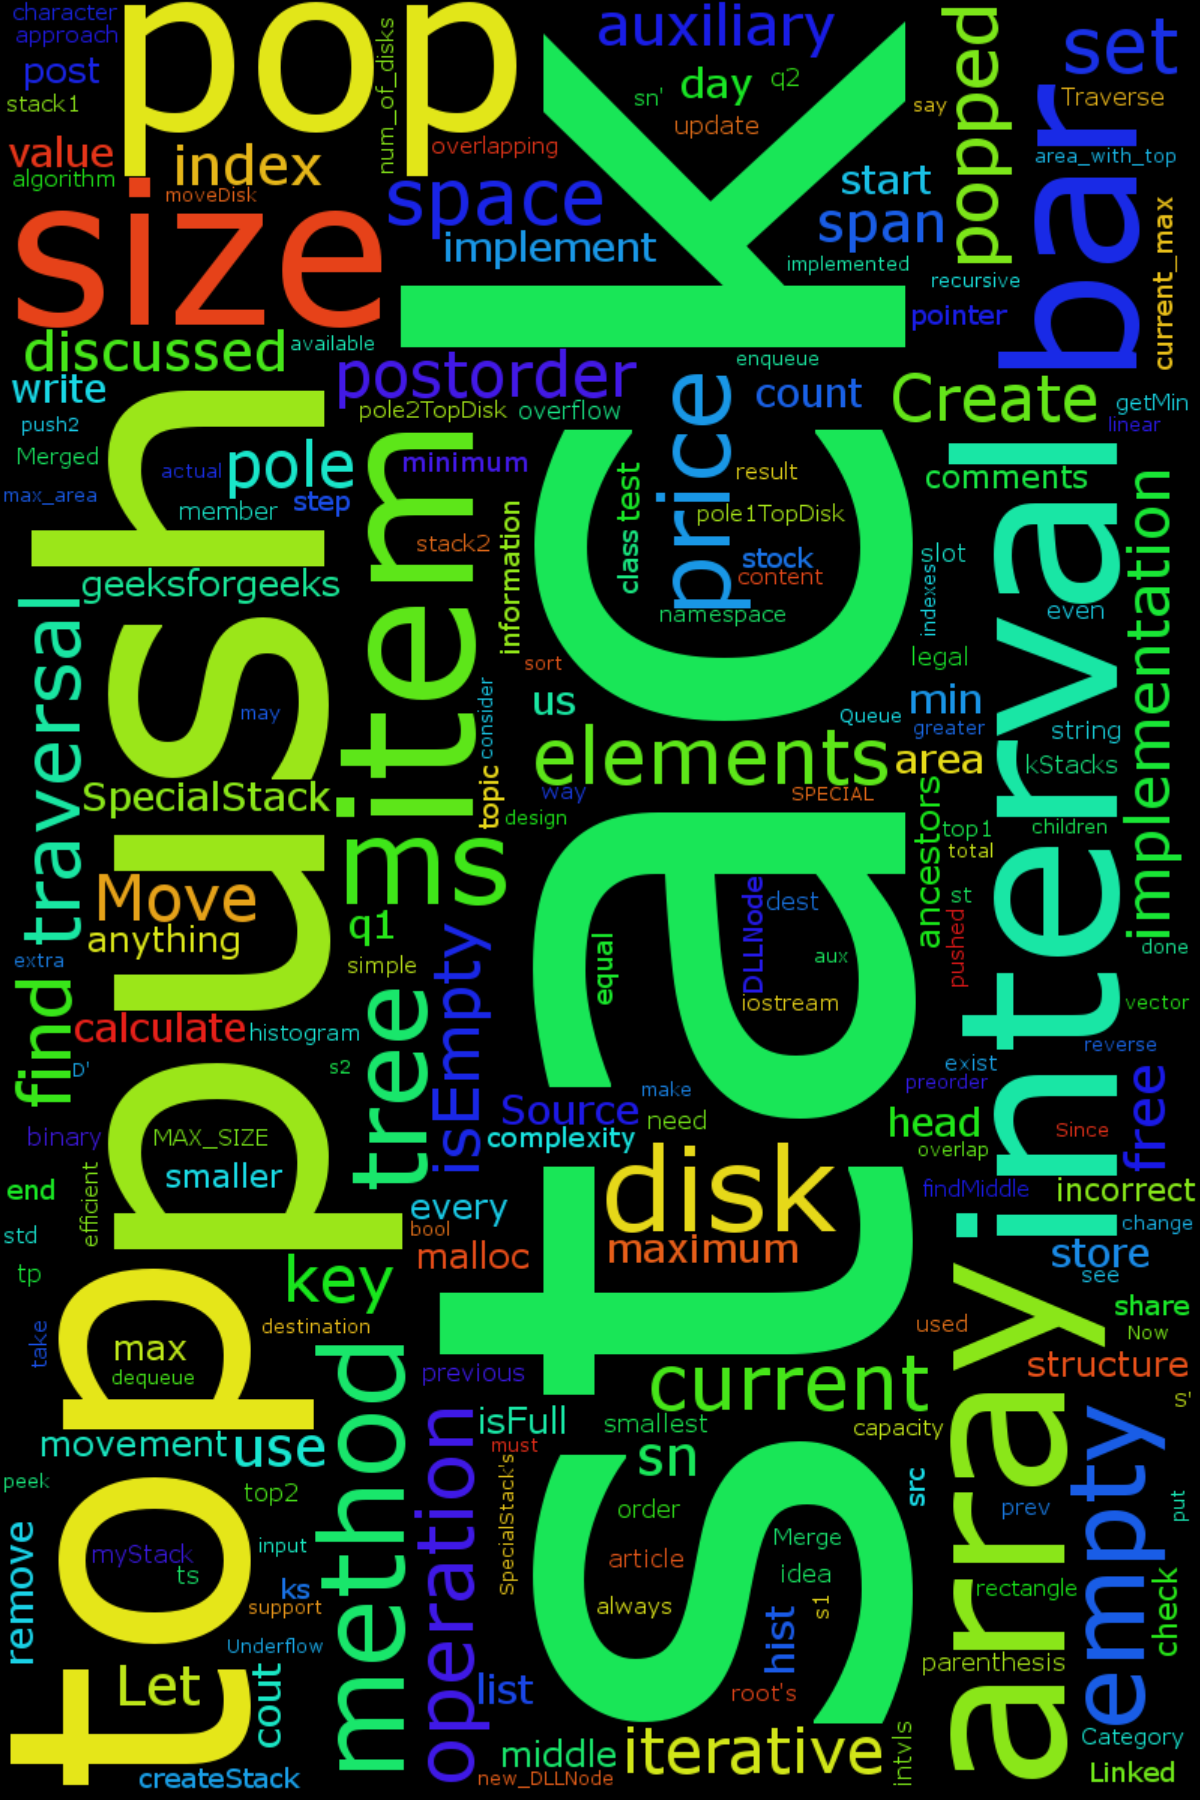 character
approach
post
stack1
pop
num_of_disks
auxiliary
sn'
day
q2
update
say
popped
set
Traverse
value
algorithm
index
moveDisk
overlapping
size
space
implement
start
span
implemented
recursive
pointer
area_with_top
bar
current_max
discussed
available
write
push2
Merged
max_area
postorder
pole2TopDisk
overflow
enqueue
price
count
Create
getMin
linear
actual
pole
member
step
minimum
stack2
information
item
class test
result
pole1TopDisk
stock
content
namespace
comments
slot
indexes
even
interval
implementation
geeksforgeeks
traversal
push
may
SpecialStack
sort
us
consider
topic
way
design
elements
SPECIAL
Queue
legal
min
greater
area
string
kStacks
children
ancestors
top1
total
st
pushed
stack
Move
anything
extra
ms
q1
simple
isEmpty
equal
DLLNode
dest
aux
iostream
done
vector
reverse
find
calculate
histogram
D'
s2
tree
binary
MAX_SIZE
smaller
efficient
end
std
tp
Source
make
need
complexity
exist
preorder
head
overlap
free
Since
findMiddle
incorrect
change
every
bool
malloc
disk
maximum
store
see
share
Now
structure
s'
key
destination
take
max
dequeue
top
method
previous
current
used
capacity
array
empty
movement
use
peek
top2
remove
myStack
ts
input
ks
support
Underflow
operation
isFull
must
SpecialStack's
smallest
sn
order
src
prev
put
Merge
article
idea
always
s1
hist
rectangle
check
parenthesis
Let
cout
list
root's
createStack
middle
new_DLLNode
iterative
intvls
Category
Linked